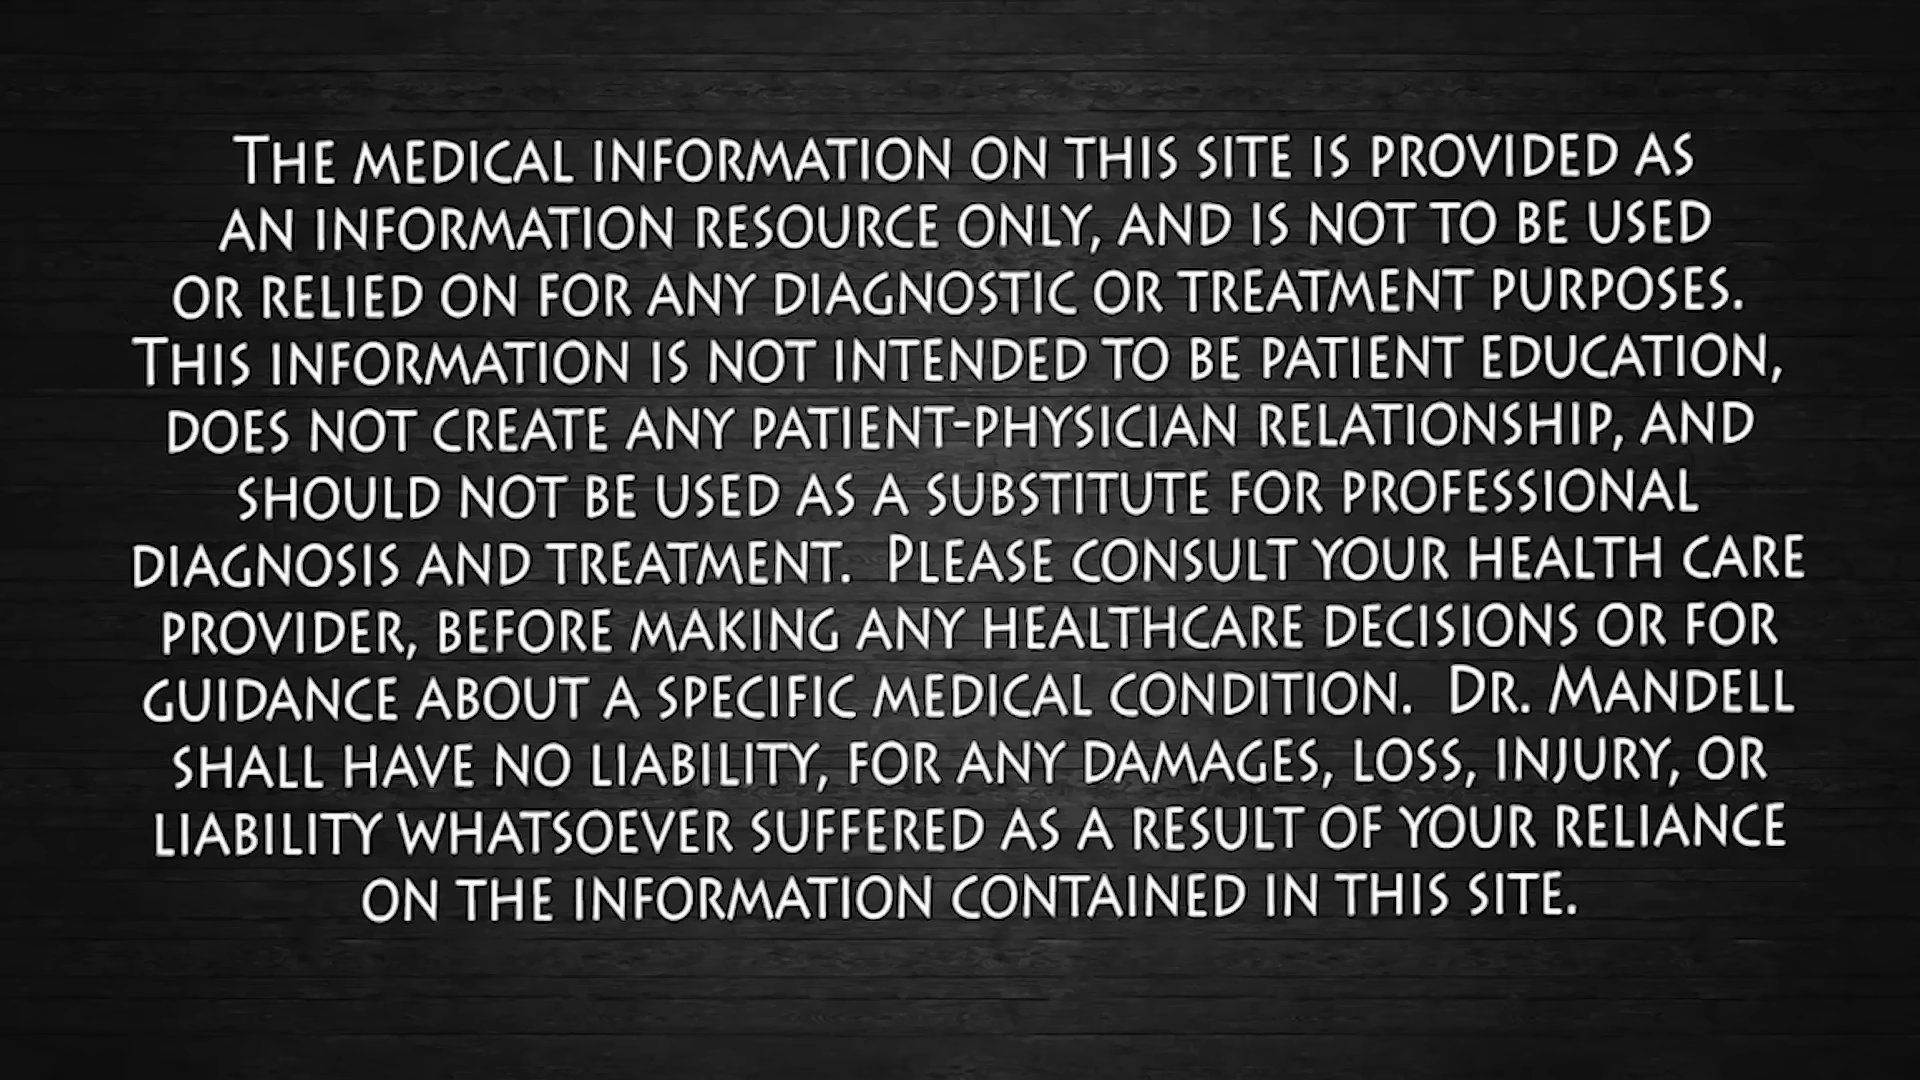 The medical information on this site is provided as
an information resource only, and is not to be used
or relied on for any diagnostic or treatment purposes.
This information is not intended to be patient education,
does not create any patient-physician relationship, and
should not be used as a substitute for professional
diagnosis and treatment.  Please consult your health care
provider, before making any healthcare decisions or for
guidance about a specific medical condition.  Dr. Mandell
shall have no liability, for any damages, loss, injury, or
liability whatsoever suffered as a result of your reliance
on the information contained in this site.